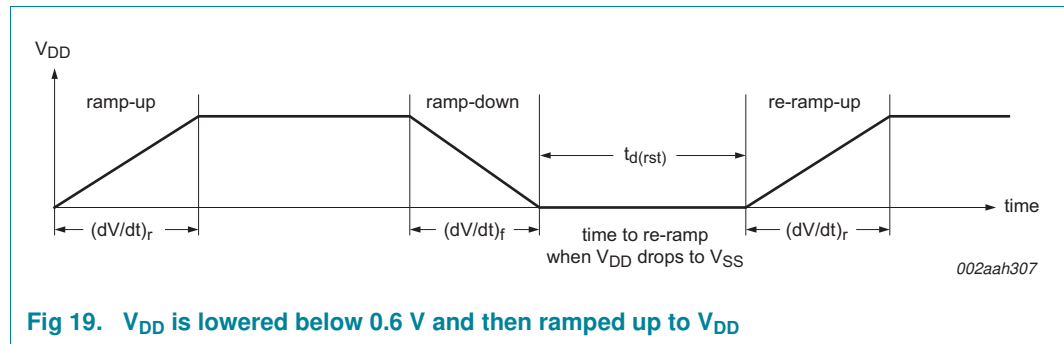 VDD
ramp-up
ramp-down
re-ramp-up
td(rst)
time
(dV/dt)r
(dV/dt)f
time to re-ramp
when VDD drops to VSS
(dV/dt)r
002aah307
Fig 19. VDD is lowered below 0.6 V and then ramped up to VDD